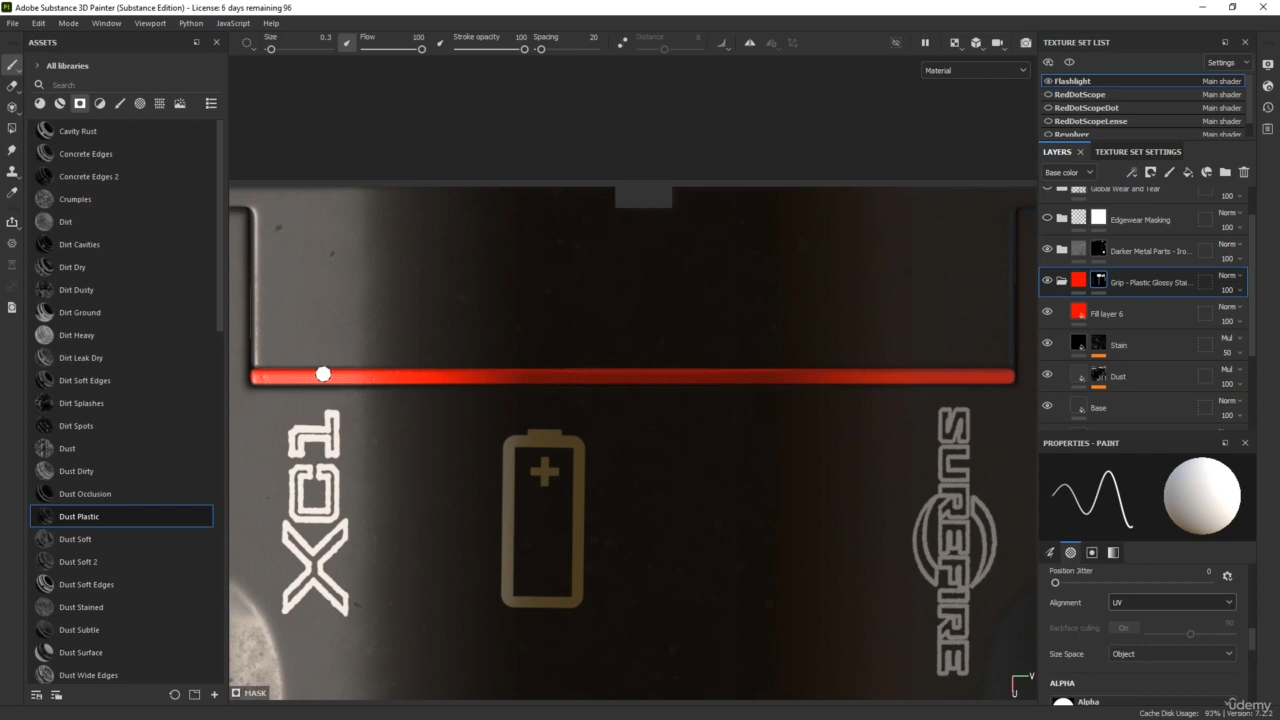 Adobe Substance 3D Painter (Substance Edition) - License: 6 days remaining 96
File Edit Mode Window Viewport Python JavaScript Help
Size 0.3 Flow 100 Stroke opacity 100 Spacing 20 Distance 8
ASSETS
All libraries
Search
Cavity Rust
Concrete Edges
Concrete Edges 2
Crumples
Dirt
Dirt Cavities
Dirt Dry
Dirt Dusty
Dirt Ground
Dirt Heavy
Dirt Leak Dry
Dirt Soft Edges
Dirt Splashes
Dirt Spots
Dust
Dust Dirty
Dust Occlusion
Dust Plastic
Dust Soft
Dust Soft 2
Dust Soft Edges
Dust Stained
Dust Subtle
Dust Surface
Dust Wide Edges
Material
X01
+
SUREFIRE
MASK
V
U
TEXTURE SET LIST
Settings
Flashlight Main shader
RedDotScope Main shader
RedDotScopeDot Main shader
RedDotScopeLense Main shader
Revolver Main shader
LAYERS TEXTURE SET SETTINGS
Base color
Global Wear and Tear
100
Edgewear Masking Norm
100
Darker Metal Parts - Iro... Norm
100
Grip - Plastic Glossy Stai... Norm
100
Fill layer 6 Norm
100
Stain Mul
50
Dust Mul
100
Base Norm
100
PROPERTIES - PAINT
Position Jitter 0
Alignment UV
Backface culling On 90
Size Space Object
ALPHA
Alpha
Cache Disk Usage: 93% | Version: 7.2.2
udemy